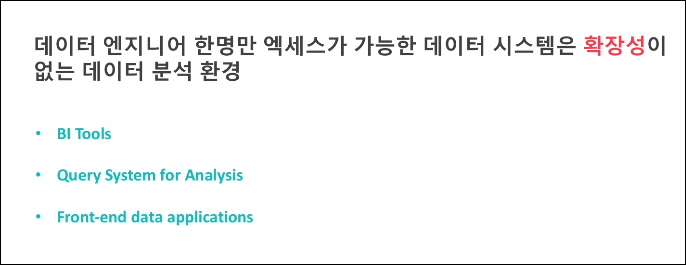 데이터 엔지니어 한명만 엑세스가 가능한 데이터 시스템은 확장성이
없는 데이터 분석 환경
• BI Tools
• Query System for Analysis
• Front-end data applications